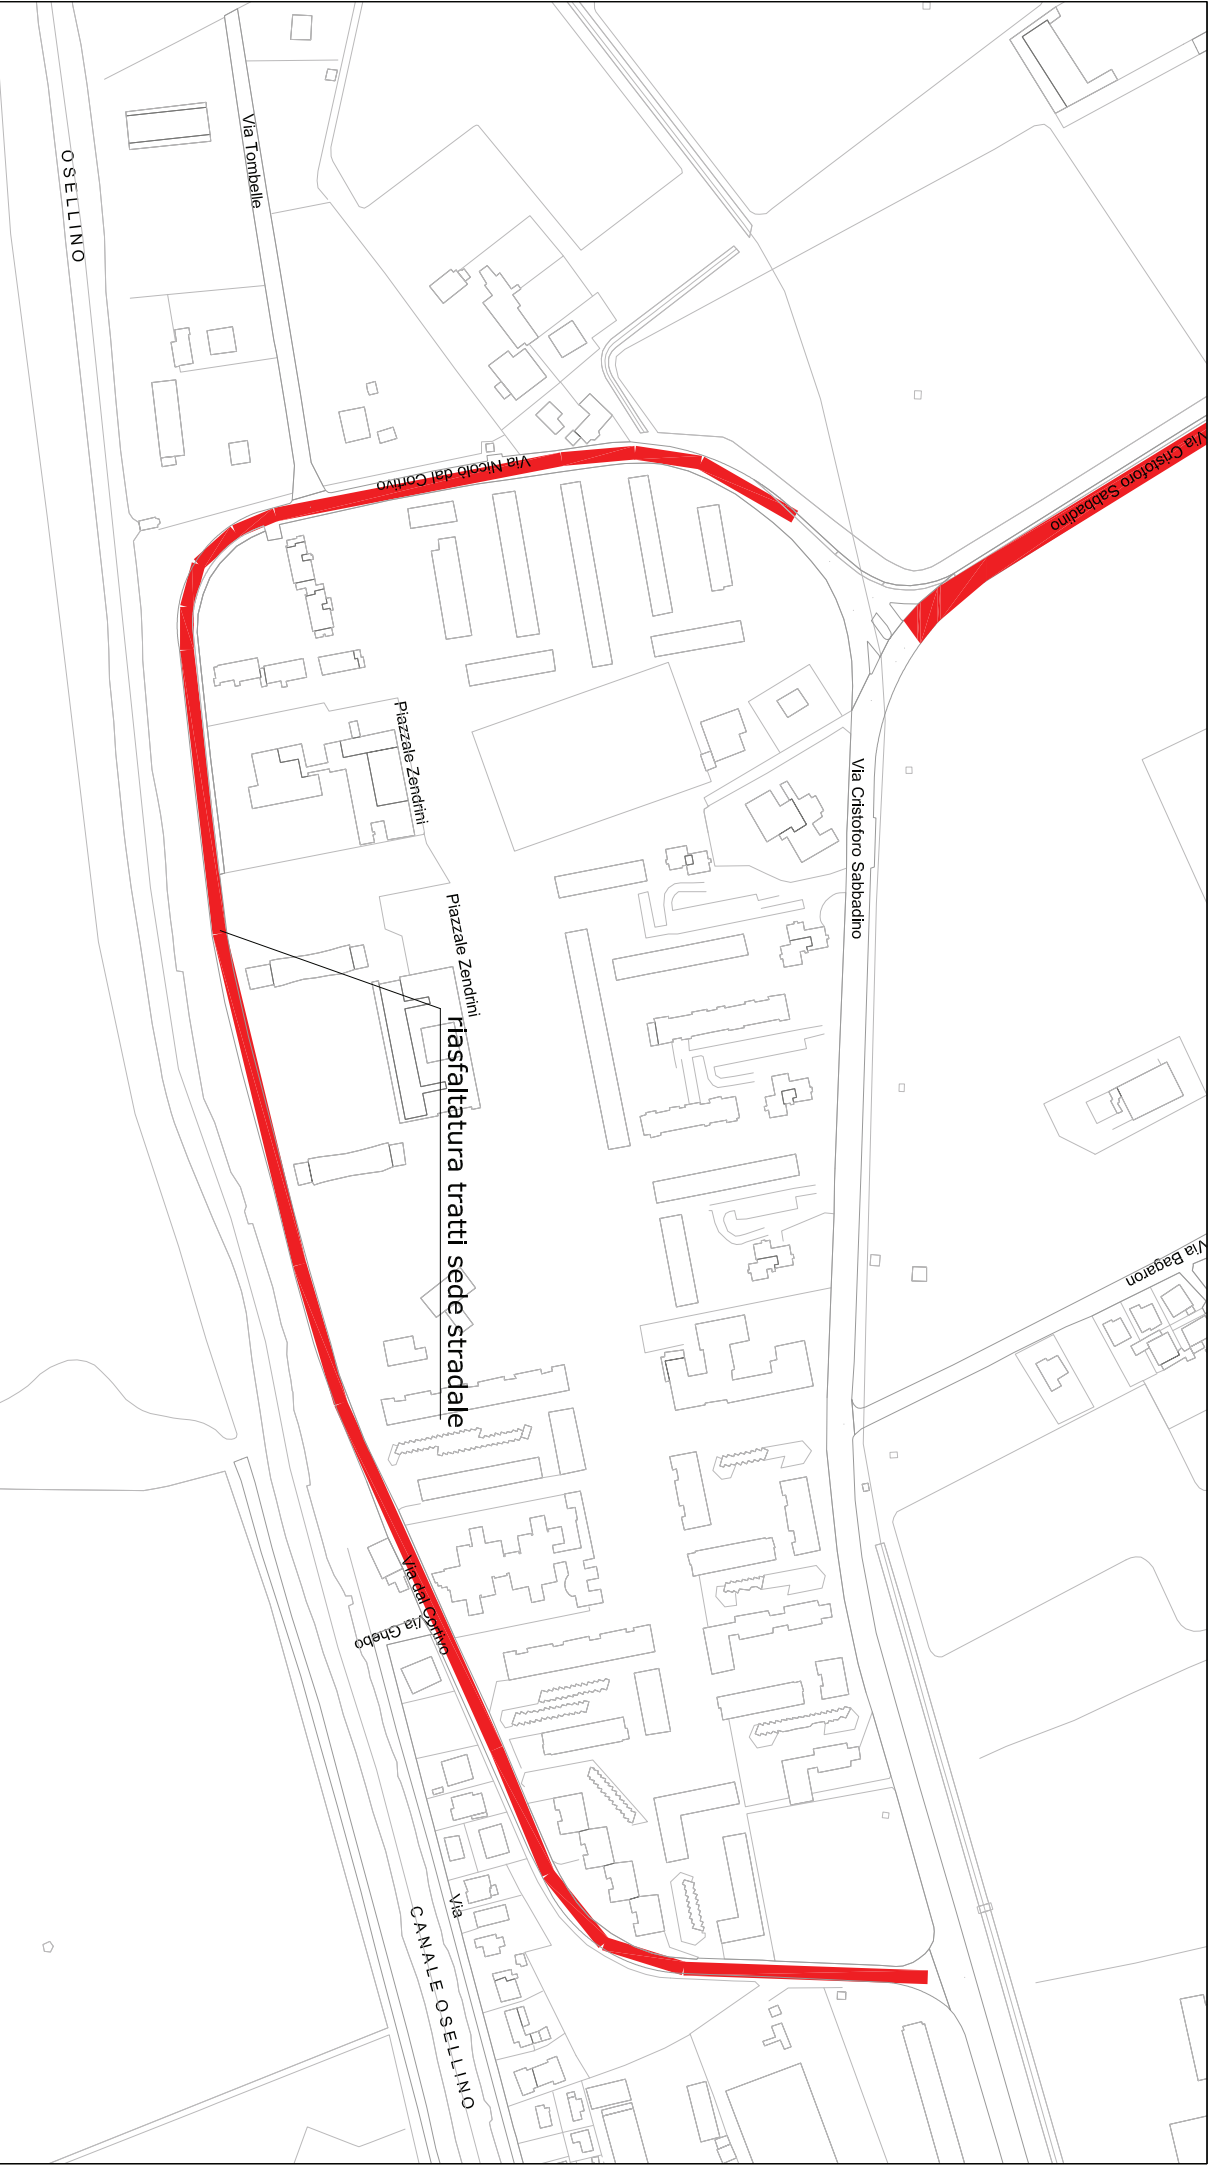 OSELLINO
Via Tombelle
Via Nicolò dal Cortivo
Via Cristoforo Sabbadino
Piazzale Zendrini
Via Cristoforo Sabbadino
Piazzale Zendrini
riasfaltatura tratti sede stradale
Via Bagaron
Via dal Cortivo
Via Ghebo
Via
CANALE OSELLINO